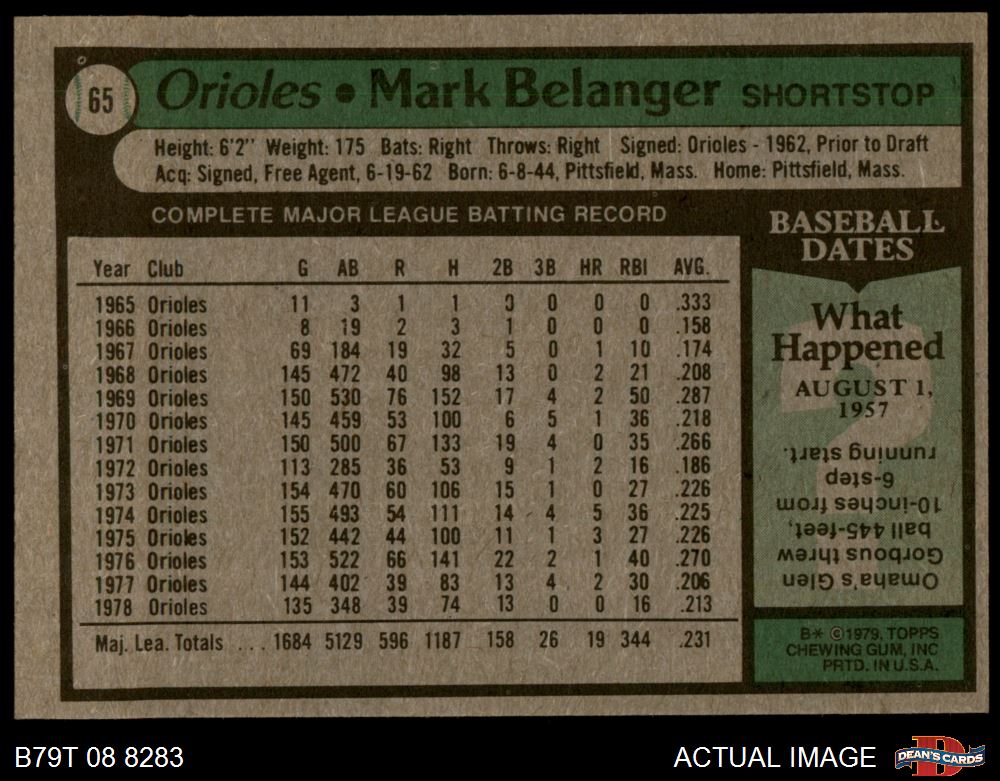 65
Orioles • Mark Belanger SHORTSTOP
Height: 6'2" Weight: 175 Bats: Right Throws: Right Signed: Orioles - 1962, Prior to Draft
Acq: Signed, Free Agent, 6-19-62 Born: 6-8-44, Pittsfield, Mass. Home: Pittsfield, Mass.
COMPLETE MAJOR LEAGUE BATTING RECORD
Year Club G AB R H 2B 3B HR RBI AVG.
1965 Orioles 11 3 1 1 0 0 0 0 .333
1966 Orioles 8 19 2 3 1 0 0 0 .158
1967 Orioles 69 184 19 32 5 0 1 10 .174
1968 Orioles 145 472 40 98 13 0 2 21 .208
1969 Orioles 150 530 76 152 17 4 2 50 .287
1970 Orioles 145 459 53 100 6 5 1 36 .218
1971 Orioles 150 500 67 133 19 4 0 35 .266
1972 Orioles 113 285 36 53 9 1 2 16 .186
1973 Orioles 154 470 60 106 15 1 0 27 .226
1974 Orioles 155 493 54 111 14 4 5 36 .225
1975 Orioles 152 442 44 100 11 1 3 27 .226
1976 Orioles 153 522 66 141 22 2 1 40 .270
1977 Orioles 144 402 39 83 13 4 2 30 .206
1978 Orioles 135 348 39 74 13 0 0 16 .213
Maj. Lea. Totals ... 1684 5129 596 1187 158 26 19 344 .231
BASEBALL
DATES
What
Happened
AUGUST 1,
1957
Omaha's Glen
Gorbous threw
ball 445-feet,
10-inches from
6-step
running start.
B* ©1979, TOPPS
CHEWING GUM, INC
PRTD. IN U.S.A.
B79T 08 8283
ACTUAL IMAGE
D
DEAN'S CARDS